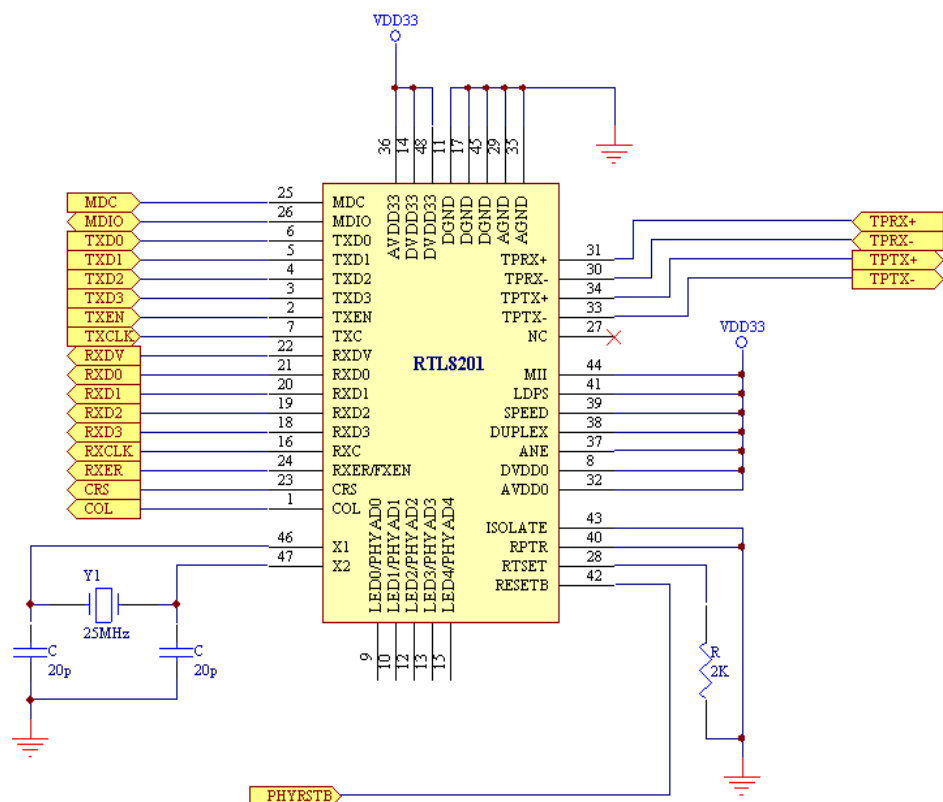 VDD33
36 14 48 11 17 45 29 35
AVDD33 DVDD33 DVDD33 DGND DGND DGND AGND AGND
MDC 25 MDC
MDIO 26 MDIO
TXD0 6 TXD0
TXD1 5 TXD1
TXD2 4 TXD2
TXD3 3 TXD3
TXEN 2 TXEN
TXCLK 7 TXC
RXDV 22 RXDV
RXD0 21 RXD0
RXD1 20 RXD1
RXD2 19 RXD2
RXD3 18 RXD3
RXCLK 16 RXC
RXER 24 RXER/FXEN
CRS 23 CRS
COL 1 COL
46 X1
47 X2
RTL8201
TPRX+ 31 TPRX+
TPRX- 30 TPRX-
TPTX+ 34 TPTX+
TPTX- 33 TPTX-
NC 27
VDD33
MII 44
LDPS 41
SPEED 39
DUPLEX 38
ANE 37
DVDD0 8
AVDD0 32
ISOLATE 43
RPTR 40
RTSET 28
RESETB 42
LED0/PHYAD0 LED1/PHYAD1 LED2/PHYAD2 LED3/PHYAD3 LED4/PHYAD4
9 10 12 13 15
Y1
25MHz
C
20p
C
20p
R
2K
PHYRSTB